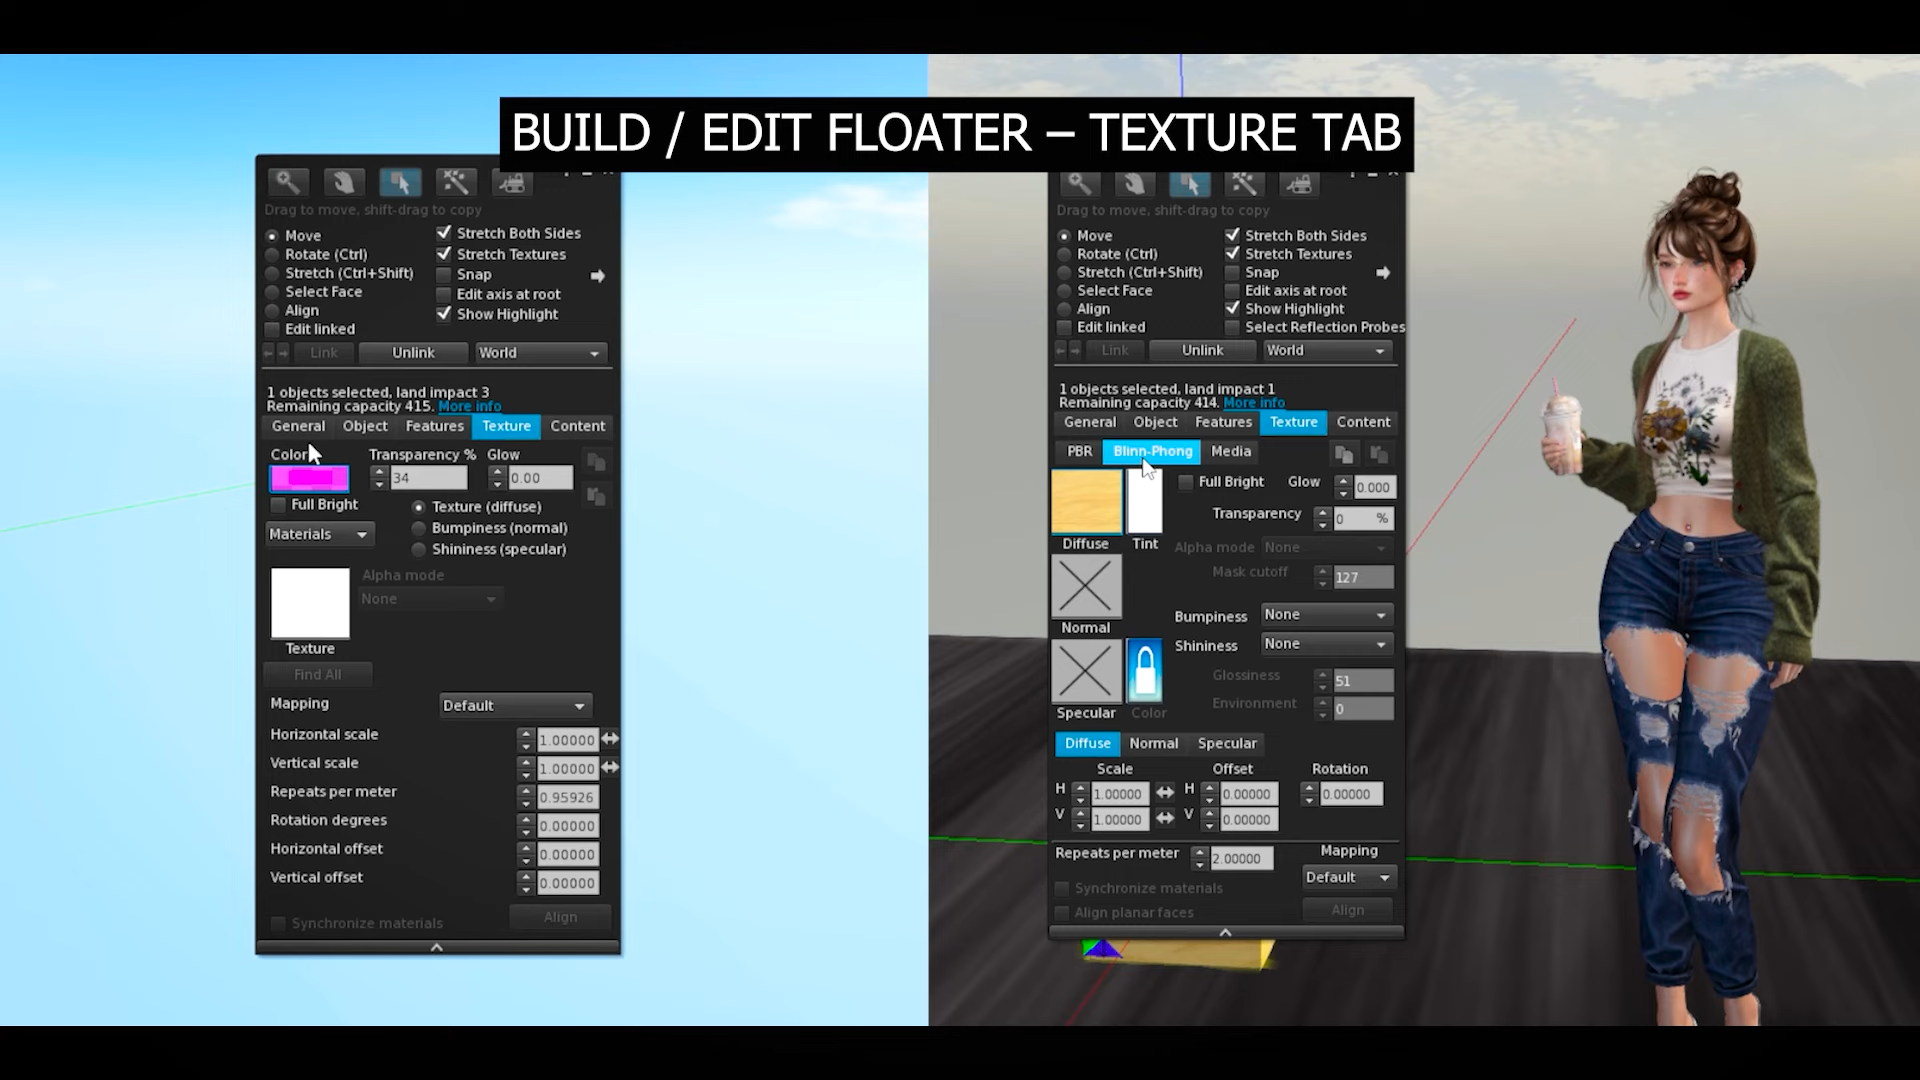 BUILD / EDIT FLOATER – TEXTURE TAB
Drag to move, shift-drag to copy
Move
Rotate (Ctrl)
Stretch (Ctrl+Shift)
Select Face
Align
Edit linked
Stretch Both Sides
Stretch Textures
Snap
Edit axis at root
Show Highlight
Link Unlink World
1 objects selected, land impact 3
Remaining capacity 415. More info
General Object Features Texture Content
Color Transparency % Glow
34 0.00
Full Bright
Materials
Texture (diffuse)
Bumpiness (normal)
Shininess (specular)
Alpha mode
None
Texture
Find All
Mapping Default
Horizontal scale 1.00000
Vertical scale 1.00000
Repeats per meter 0.95926
Rotation degrees 0.00000
Horizontal offset 0.00000
Vertical offset 0.00000
Synchronize materials Align
Drag to move, shift-drag to copy
Move
Rotate (Ctrl)
Stretch (Ctrl+Shift)
Select Face
Align
Edit linked
Stretch Both Sides
Stretch Textures
Snap
Edit axis at root
Show Highlight
Select Reflection Probes
Link Unlink World
1 objects selected, land impact 1
Remaining capacity 414. More info
General Object Features Texture Content
PBR Blinn-Phong Media
Full Bright Glow 0.000
Transparency 0 %
Diffuse Tint
Alpha mode None
Mask cutoff 127
Normal
Bumpiness None
Shininess None
Glossiness 51
Environment 0
Specular Color
Diffuse Normal Specular
Scale Offset Rotation
H 1.00000 H 0.00000 0.00000
V 1.00000 V 0.00000
Repeats per meter 2.00000 Mapping
Default
Synchronize materials
Align planar faces Align